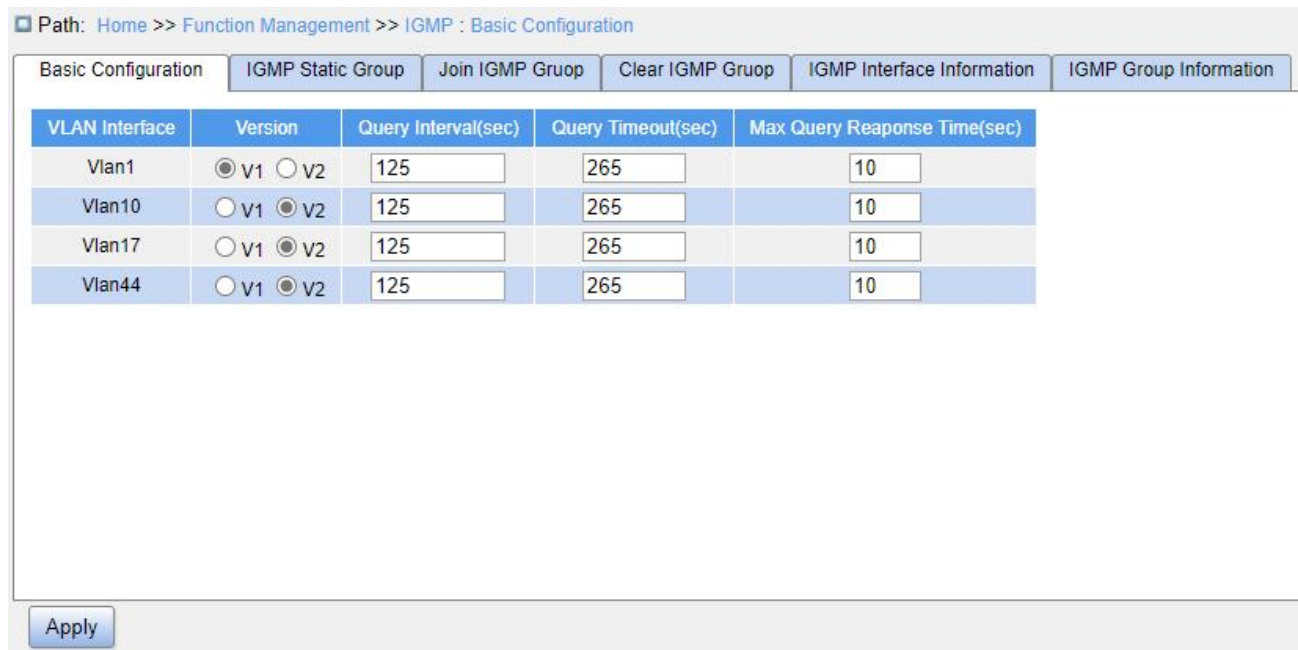 Path: Home >> Function Management >> IGMP : Basic Configuration
Basic Configuration IGMP Static Group Join IGMP Gruop Clear IGMP Gruop IGMP Interface Information IGMP Group Information
VLAN Interface Version Query Interval(sec) Query Timeout(sec) Max Query Reaponse Time(sec)
Vlan1 V1 V2 125 265 10
Vlan10 V1 V2 125 265 10
Vlan17 V1 V2 125 265 10
Vlan44 V1 V2 125 265 10
Apply